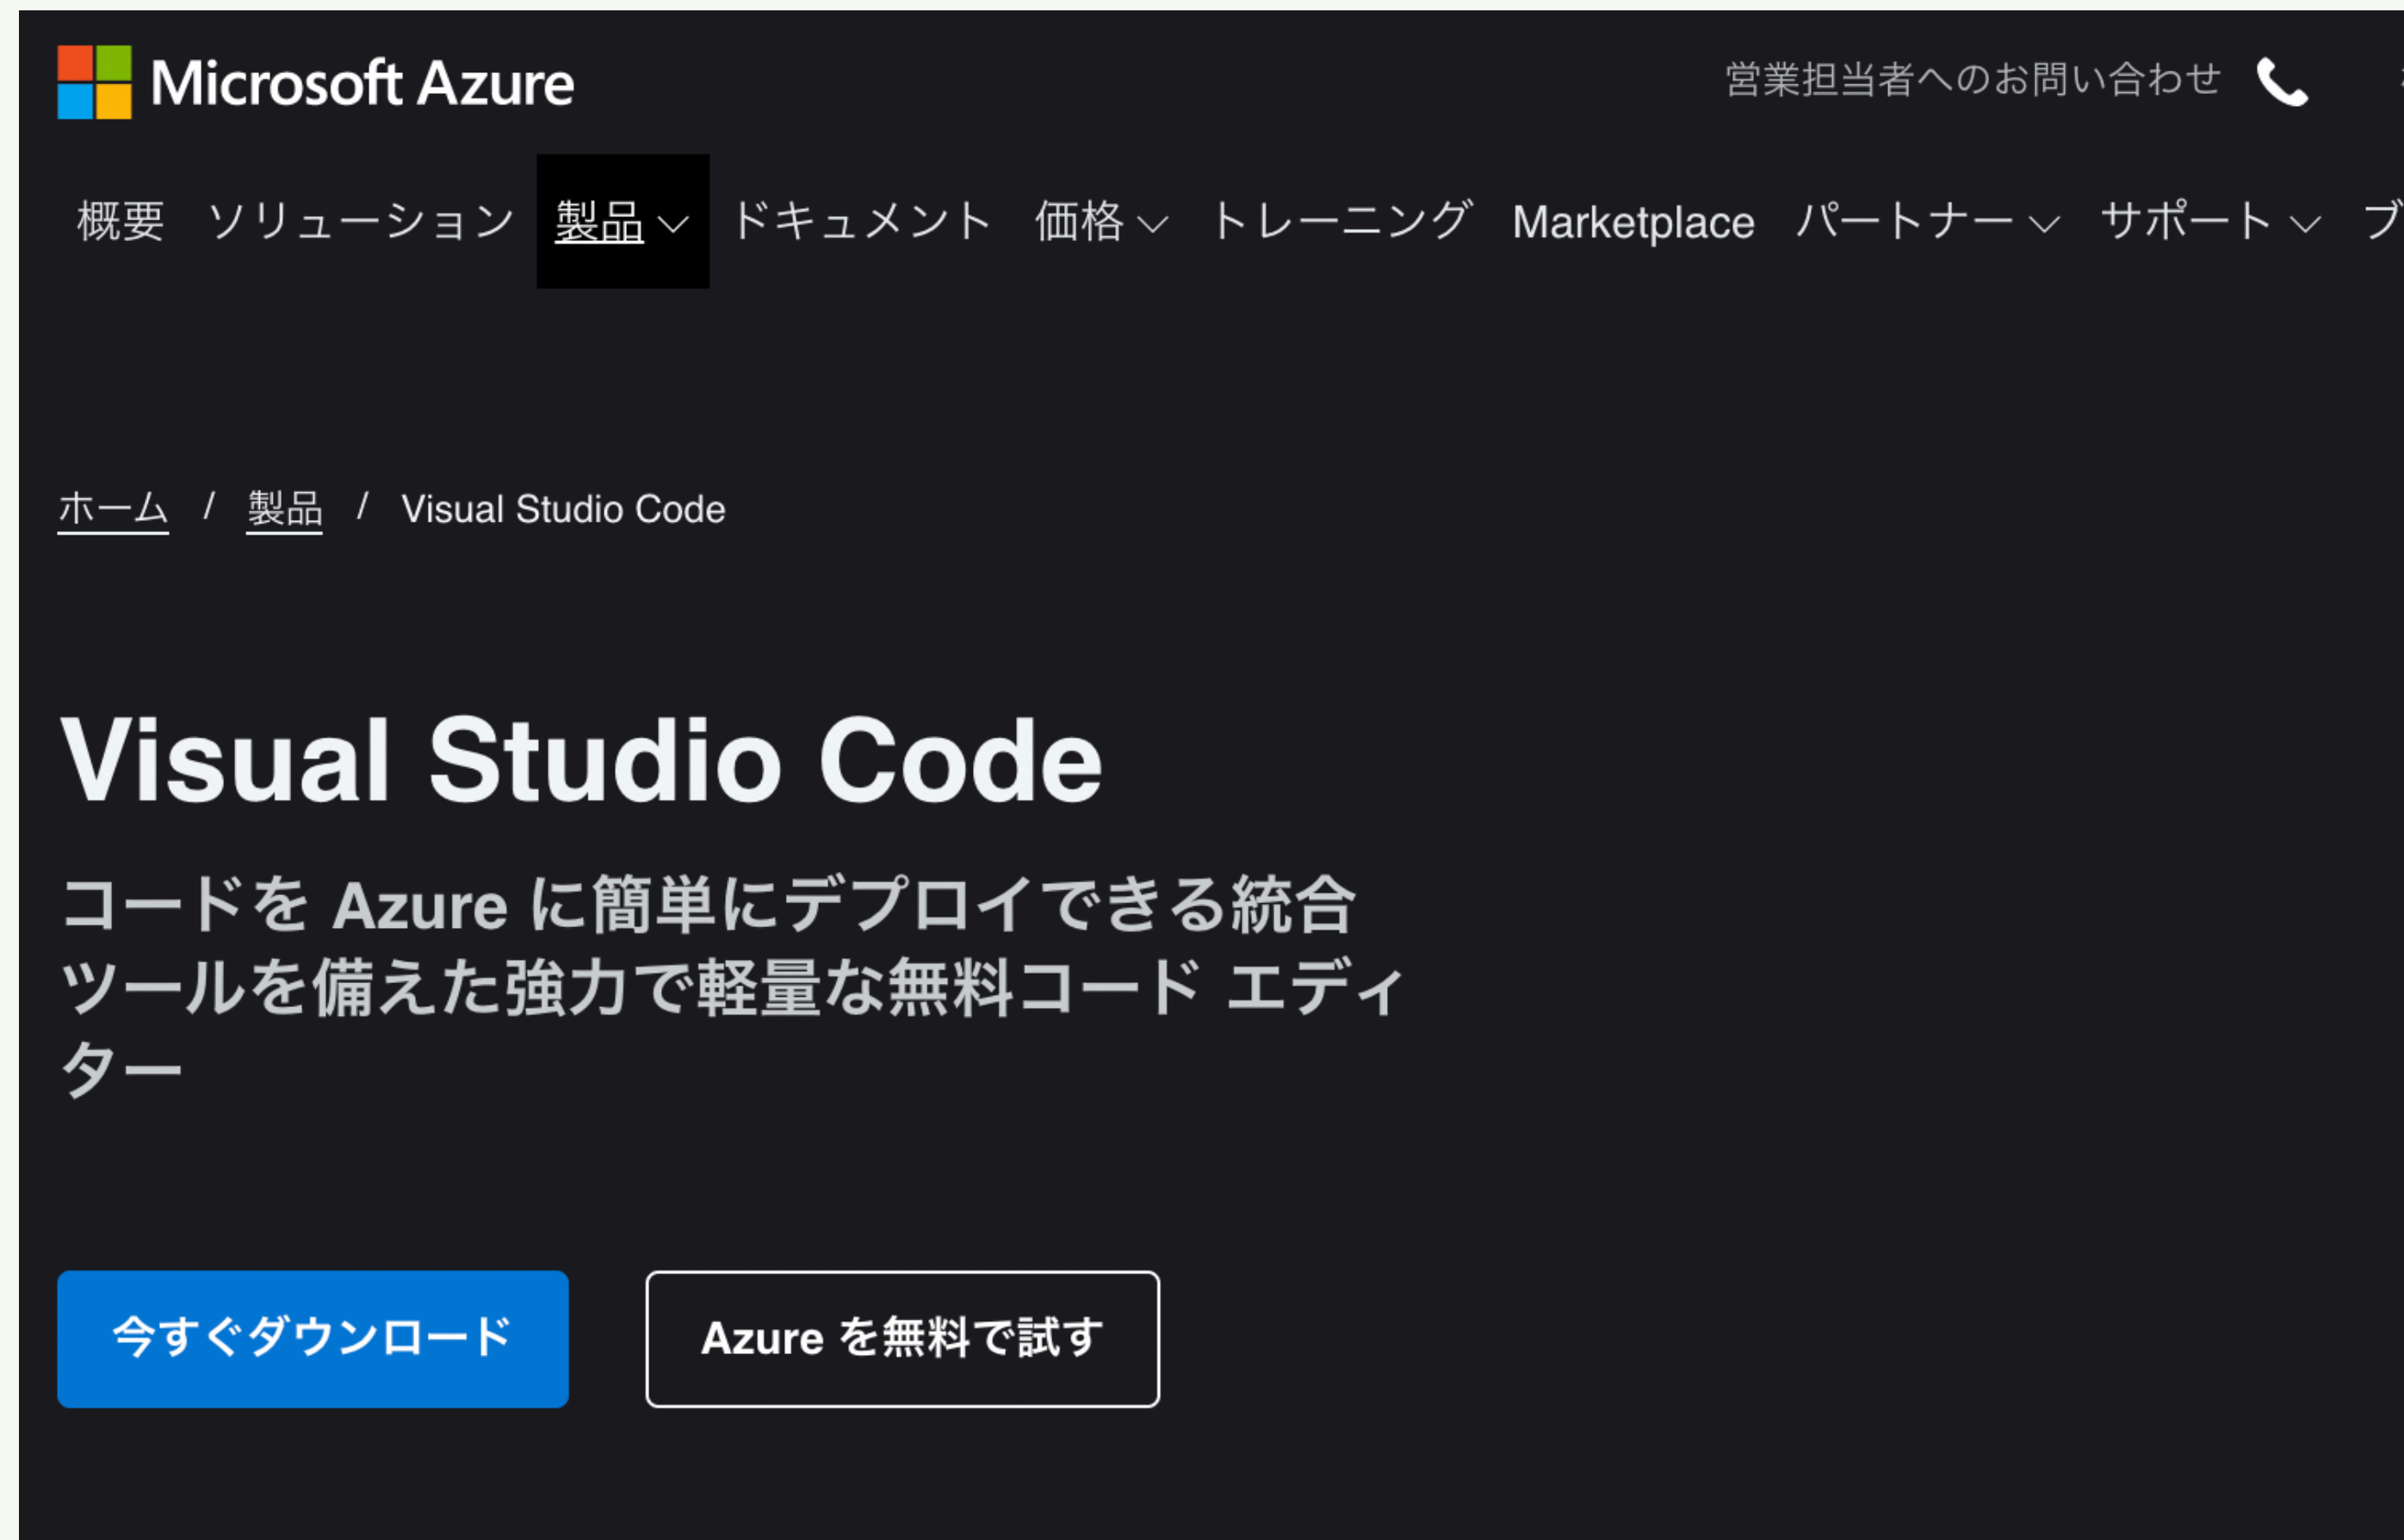 Microsoft Azure
営業担当者へのお問い合わせ
概要 ソリューション 製品 ドキュメント 価格 トレーニング Marketplace パートナー サポート ブ
ホーム / 製品 / Visual Studio Code
Visual Studio Code
コードを Azure に簡単にデプロイできる統合
ツールを備えた強力で軽量な無料コード エディ
ター
今すぐダウンロード Azure を無料で試す